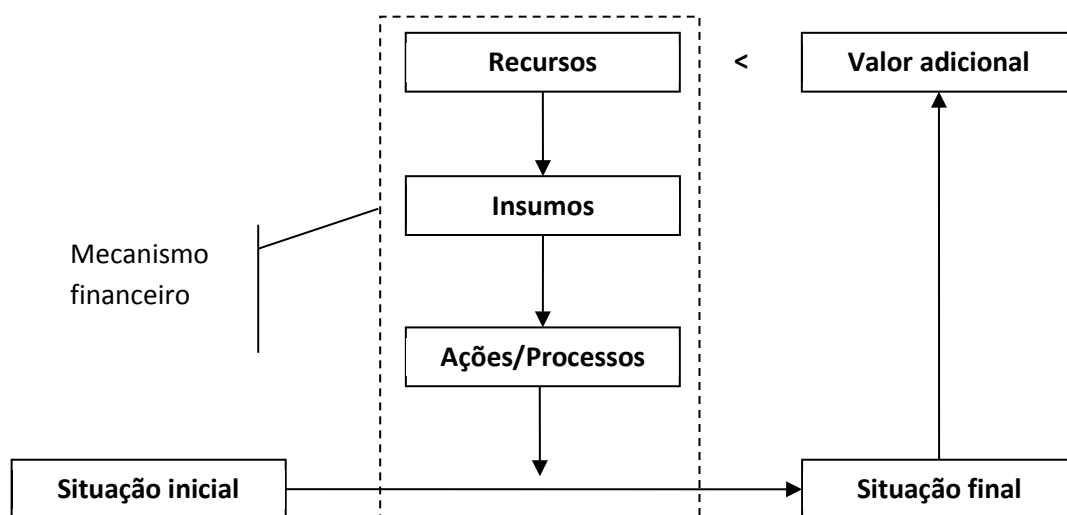 Recursos
<
Valor adicional
Insumos
Mecanismo
financeiro
Ações/Processos
Situação inicial
Situação final